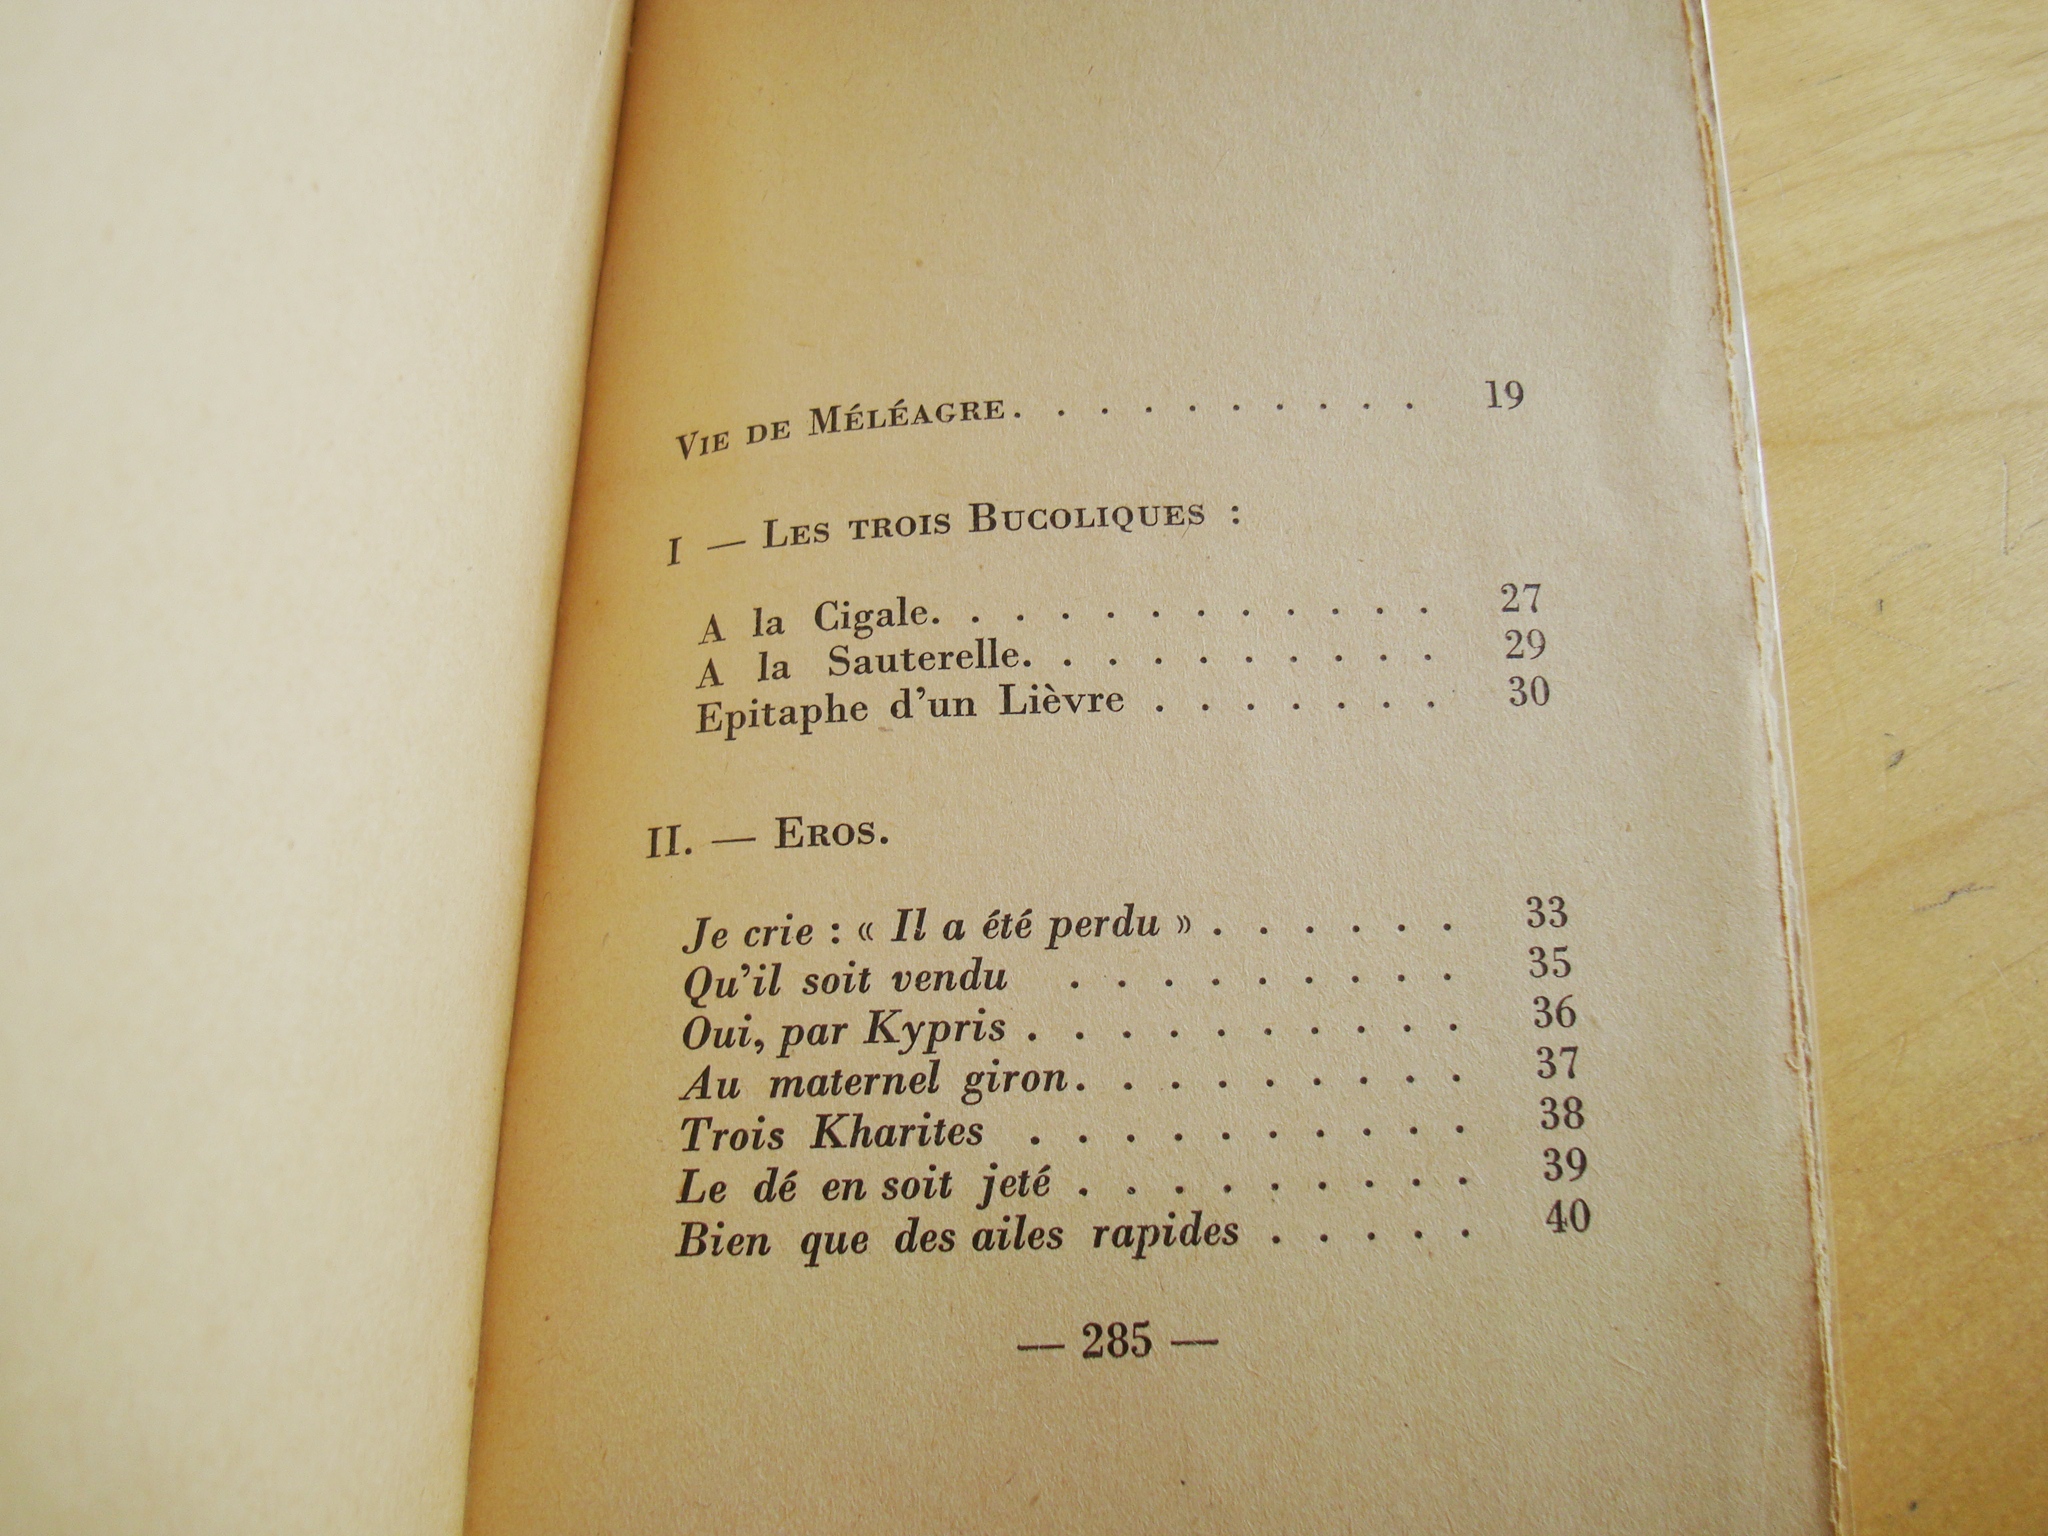 Vie de Méléagre. . . . . . . . . . 19
I — Les trois Bucoliques :
A la Cigale. . . . . . . . . . . . 27
A la Sauterelle. . . . . . . . . . 29
Epitaphe d'un Lièvre . . . . . . . 30
II. — Eros.
Je crie : « Il a été perdu » . . . . . . 33
Qu'il soit vendu . . . . . . . . . 35
Oui, par Kypris . . . . . . . . . . 36
Au maternel giron. . . . . . . . . 37
Trois Kharites . . . . . . . . . . 38
Le dé en soit jeté . . . . . . . . . 39
Bien que des ailes rapides . . . . . 40
— 285 —